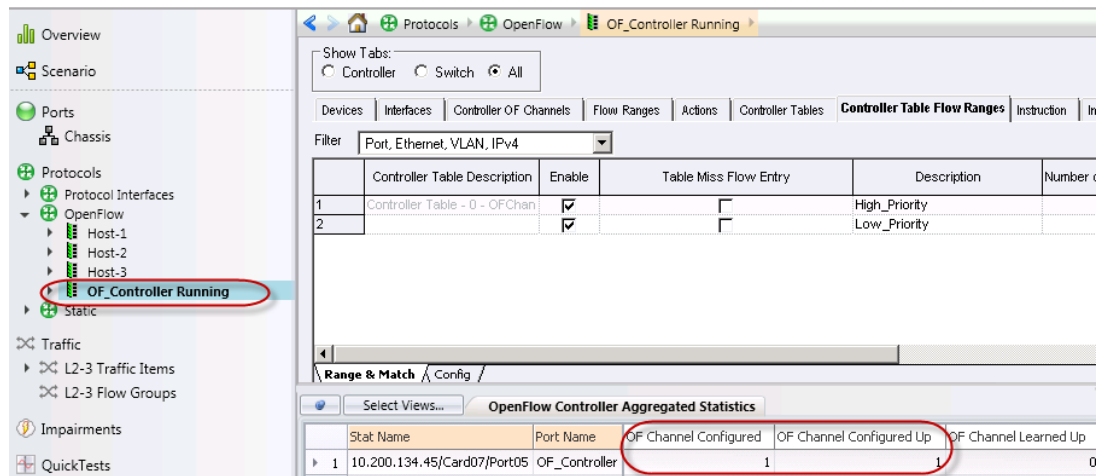 Overview
Scenario
Ports
Chassis
Protocols
Protocol Interfaces
OpenFlow
Host-1
Host-2
Host-3
OF_Controller Running
Static
Traffic
L2-3 Traffic Items
L2-3 Flow Groups
Impairments
QuickTests
Protocols OpenFlow OF_Controller Running
Show Tabs:
Controller Switch All
Devices Interfaces Controller OF Channels Flow Ranges Actions Controller Tables Controller Table Flow Ranges Instruction In
Filter Port, Ethernet, VLAN, IPv4
Controller Table Description Enable Table Miss Flow Entry Description Number o
1 Controller Table - 0 - OFChan High_Priority
2 Low_Priority
Range & Match Config
Select Views... OpenFlow Controller Aggregated Statistics
Stat Name Port Name OF Channel Configured OF Channel Configured Up OF Channel Learned Up
1 10.200.134.45/Card07/Port05 OF_Controller 1 1 0